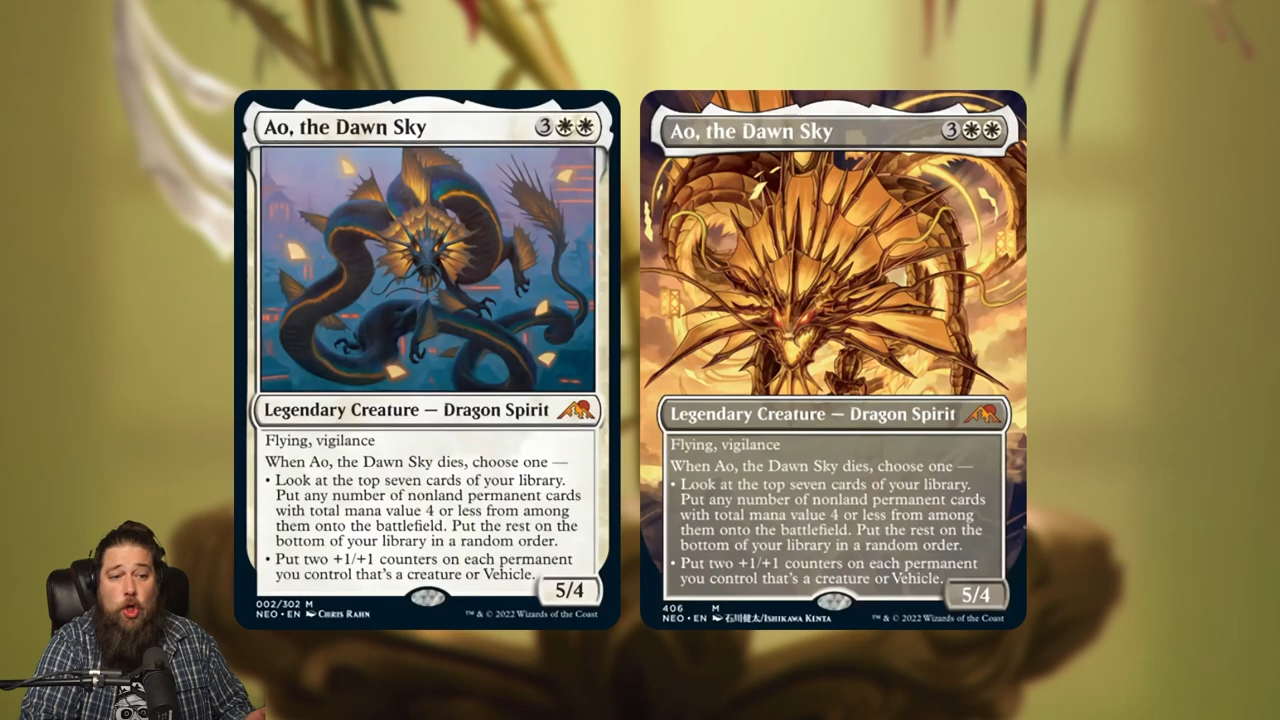 Ao, the Dawn Sky 3
Legendary Creature — Dragon Spirit
Flying, vigilance
When Ao, the Dawn Sky dies, choose one —
• Look at the top seven cards of your library.
Put any number of nonland permanent cards
with total mana value 4 or less from among
them onto the battlefield. Put the rest on the
bottom of your library in a random order.
• Put two +1/+1 counters on each permanent
you control that's a creature or Vehicle.
5/4
002/302 M
NEO • EN Chris Rahn
™ & © 2022 Wizards of the Coast
Ao, the Dawn Sky 3
Legendary Creature — Dragon Spirit
Flying, vigilance
When Ao, the Dawn Sky dies, choose one —
• Look at the top seven cards of your library.
Put any number of nonland permanent cards
with total mana value 4 or less from among
them onto the battlefield. Put the rest on the
bottom of your library in a random order.
• Put two +1/+1 counters on each permanent
you control that's a creature or Vehicle.
5/4
406 M
NEO • EN 石川健太/Ishikawa Kenta
™ & © 2022 Wizards of the Coast